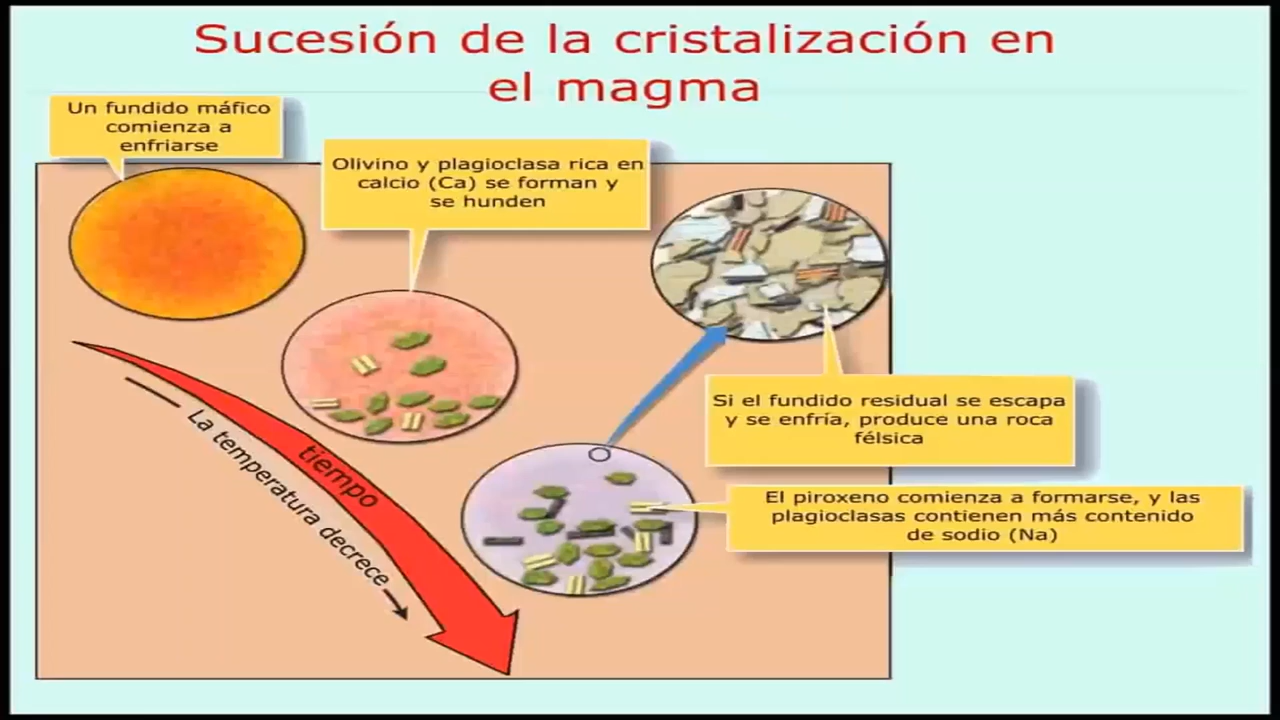 Sucesión de la cristalización en
el magma
Un fundido máfico
comienza a
enfriarse
Olivino y plagioclasa rica en
calcio (Ca) se forman y
se hunden
Si el fundido residual se escapa
y se enfría, produce una roca
félsica
El piroxeno comienza a formarse, y las
plagioclasas contienen más contenido
de sodio (Na)
tiempo
La temperatura decrece